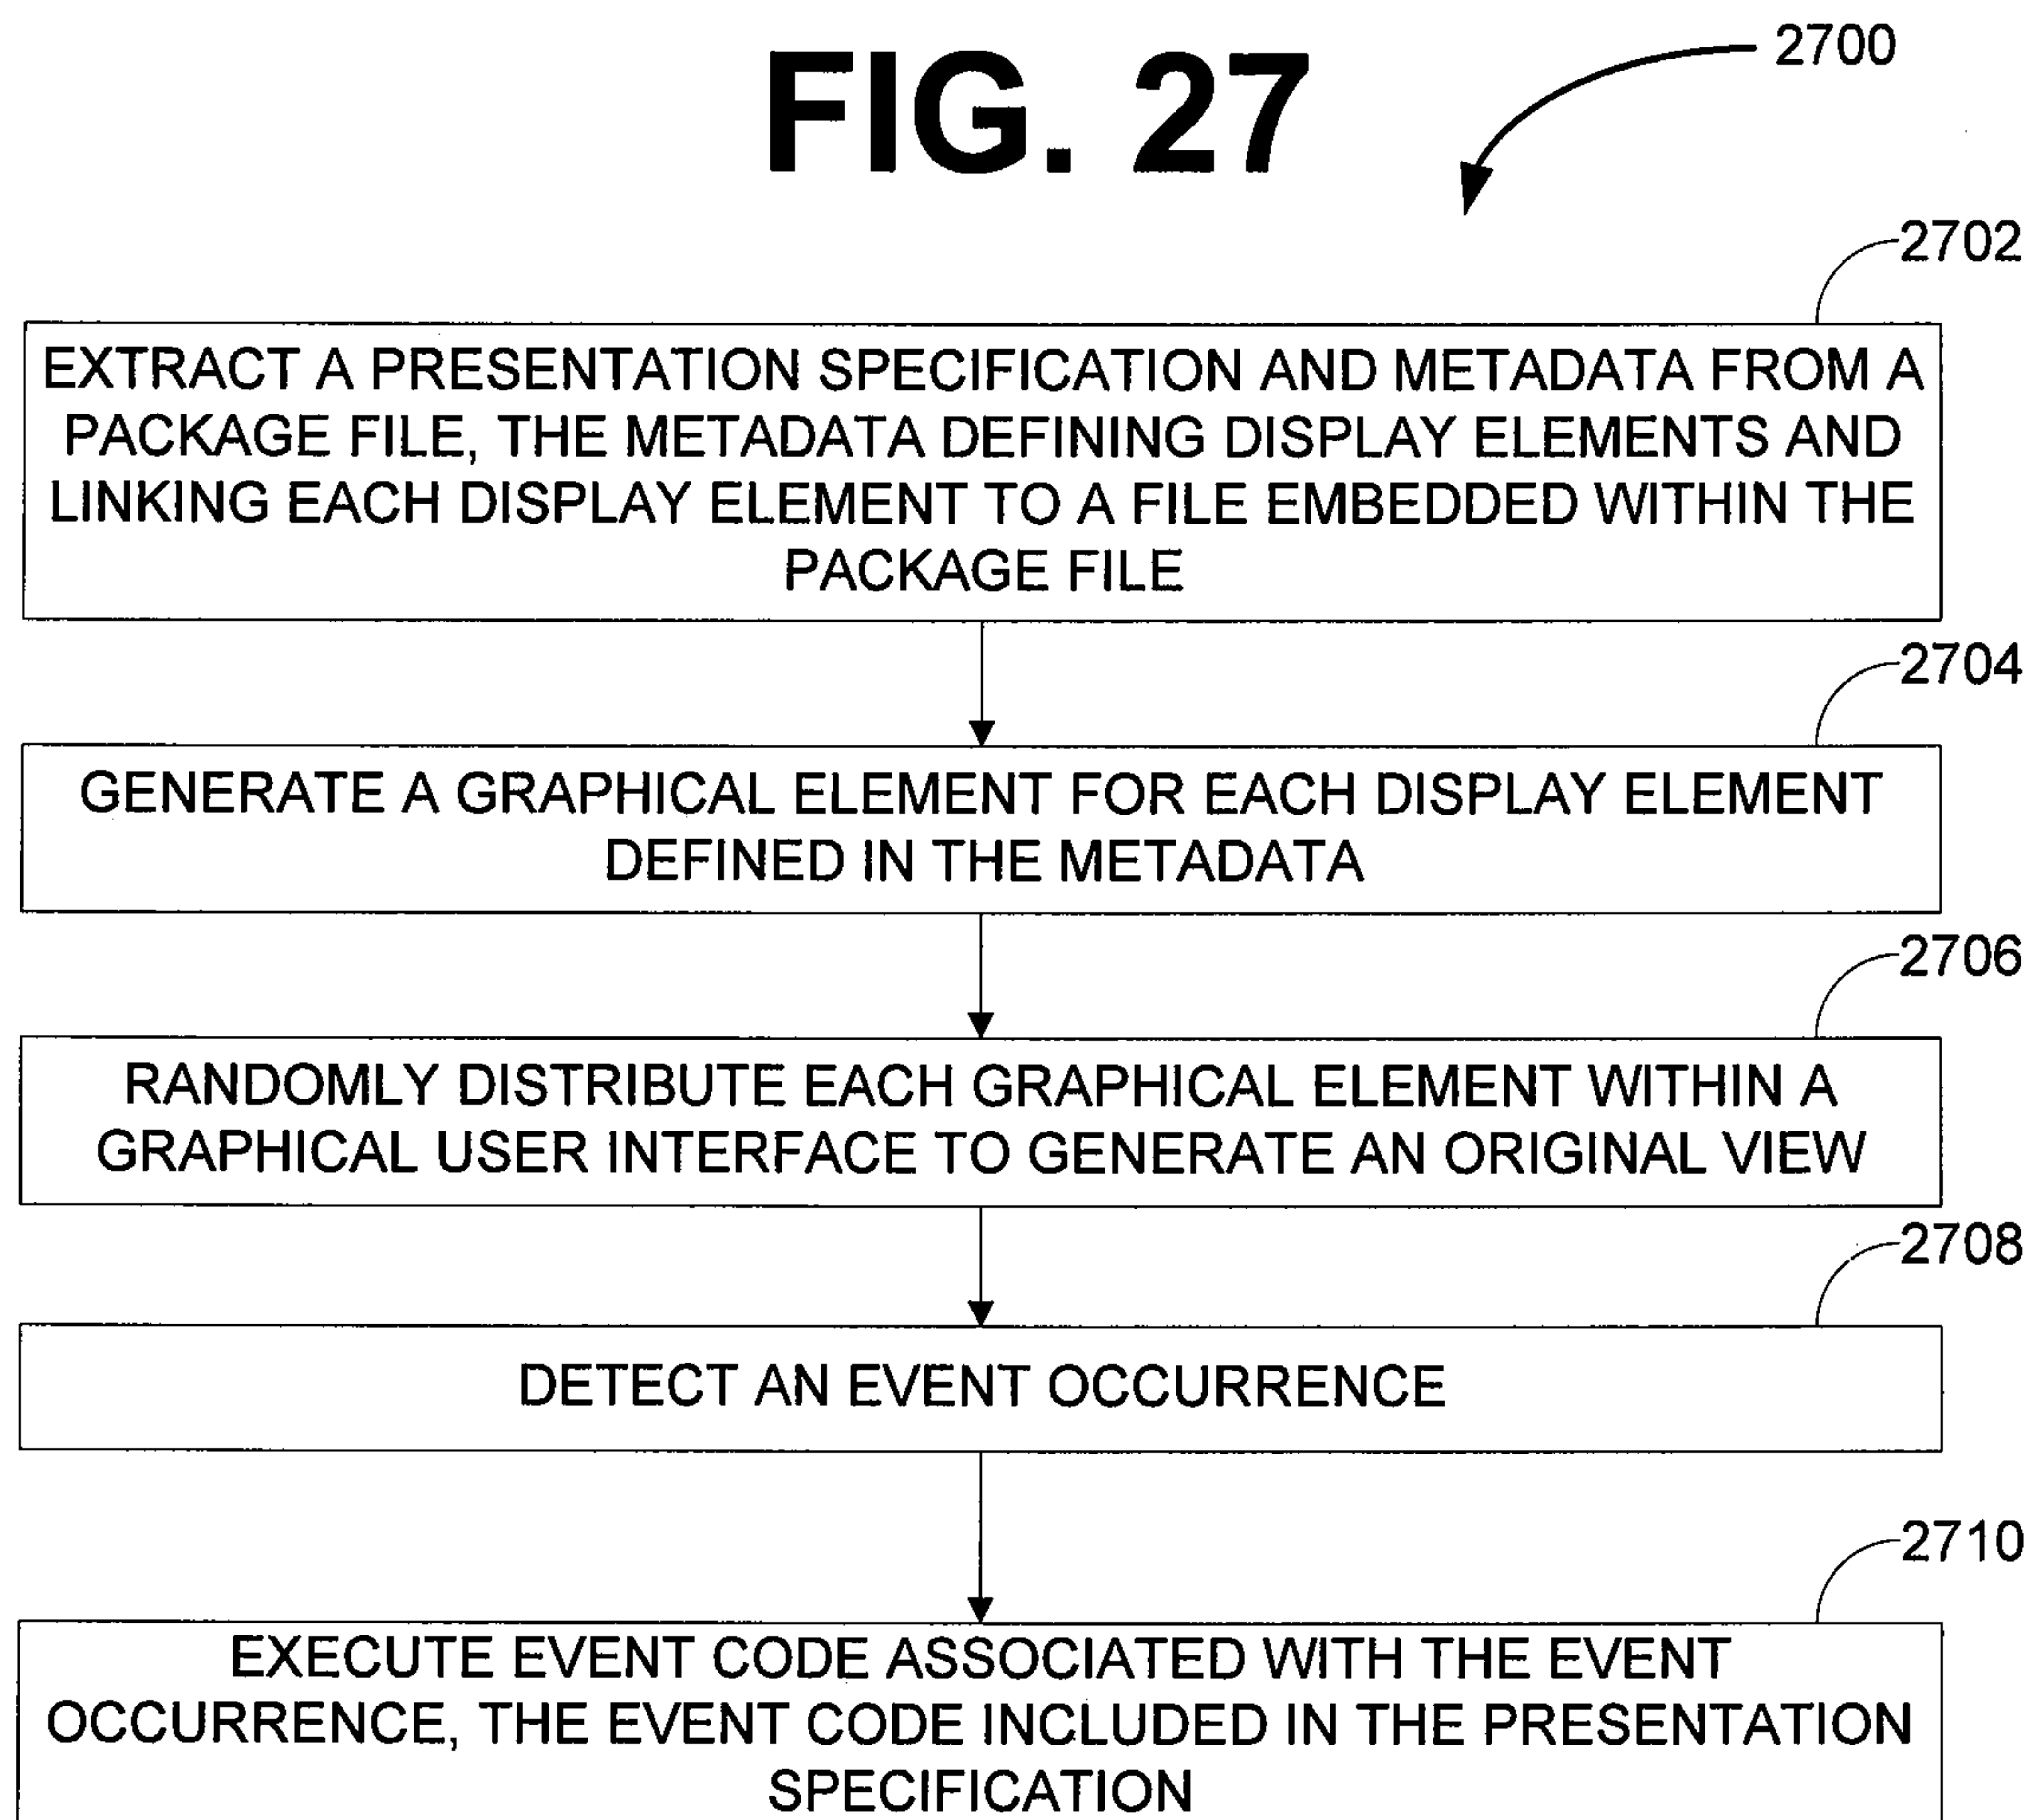 FIG. 27
2700
2702
EXTRACT A PRESENTATION SPECIFICATION AND METADATA FROM A
PACKAGE FILE, THE METADATA DEFINING DISPLAY ELEMENTS AND
LINKING EACH DISPLAY ELEMENT TO A FILE EMBEDDED WITHIN THE
PACKAGE FILE
2704
GENERATE A GRAPHICAL ELEMENT FOR EACH DISPLAY ELEMENT
DEFINED IN THE METADATA
2706
RANDOMLY DISTRIBUTE EACH GRAPHICAL ELEMENT WITHIN A
GRAPHICAL USER INTERFACE TO GENERATE AN ORIGINAL VIEW
2708
DETECT AN EVENT OCCURRENCE
2710
EXECUTE EVENT CODE ASSOCIATED WITH THE EVENT
OCCURRENCE, THE EVENT CODE INCLUDED IN THE PRESENTATION
SPECIFICATION